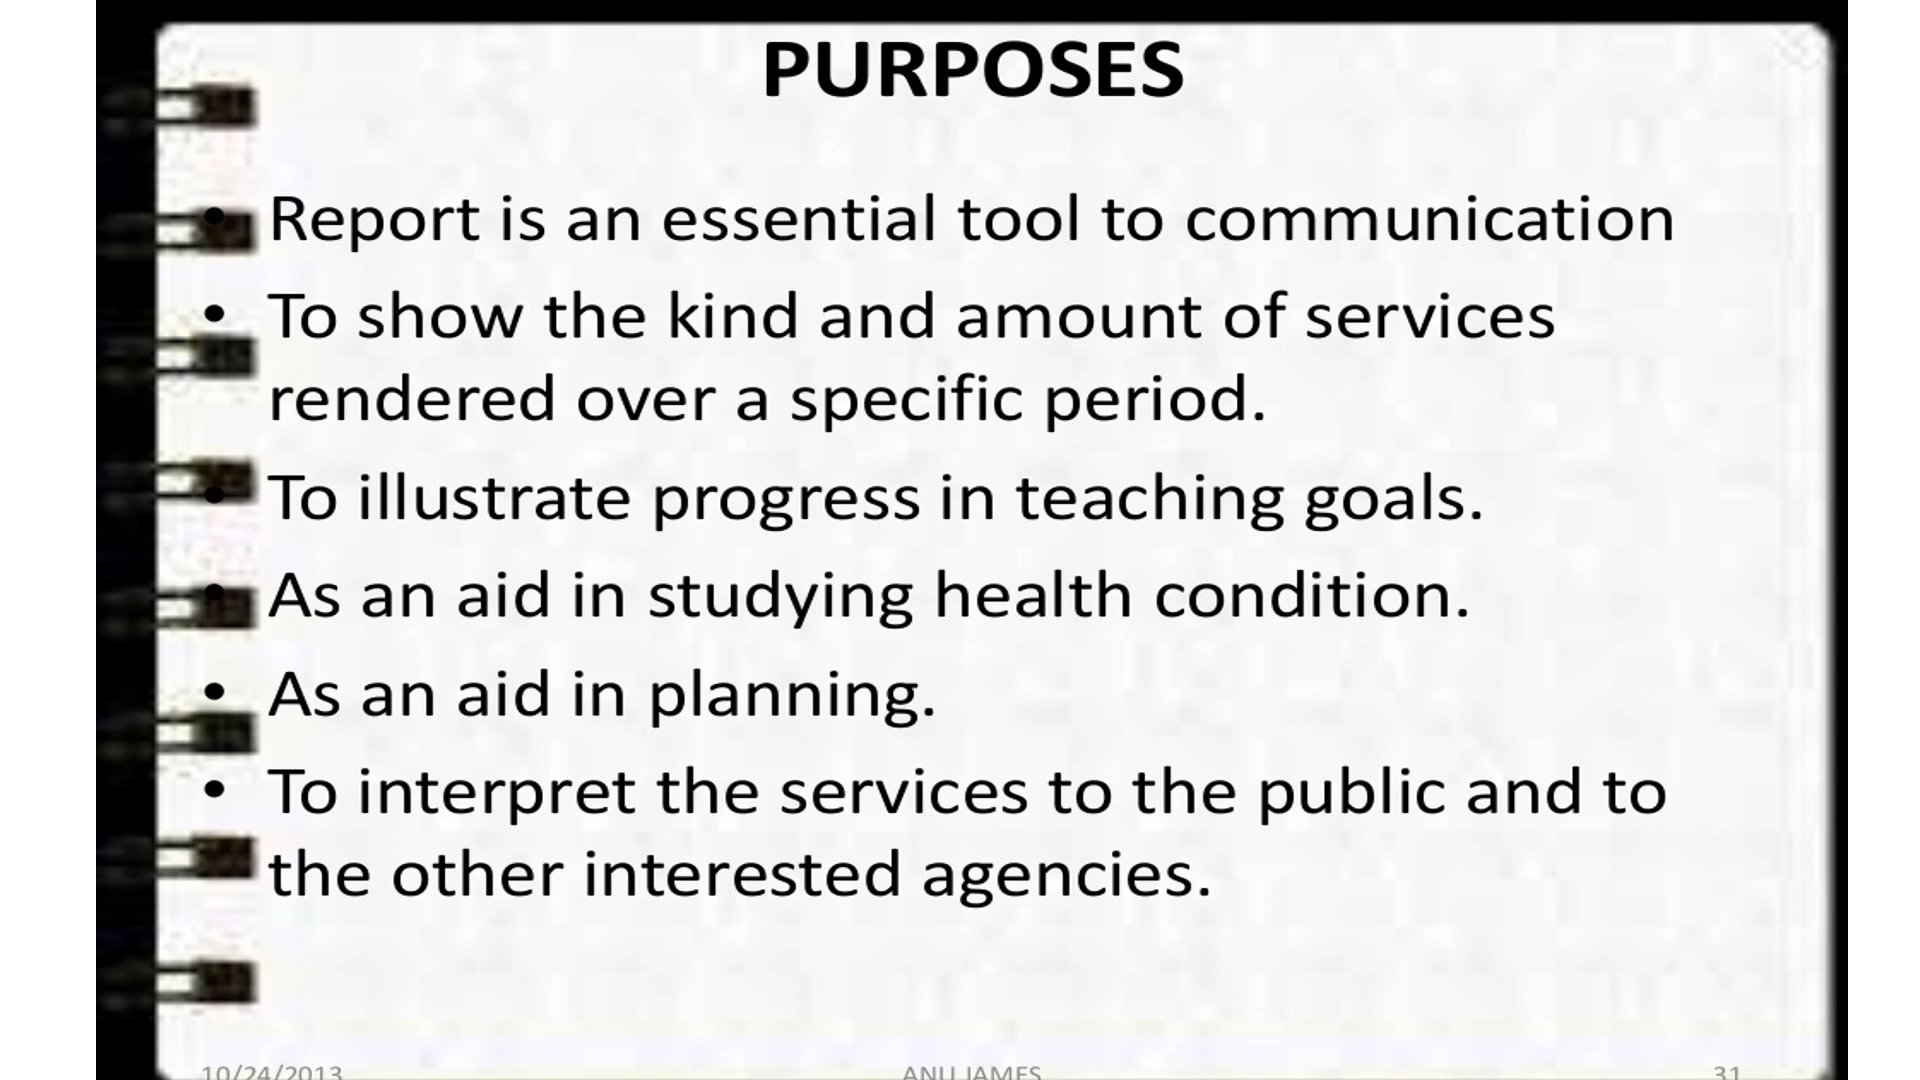 PURPOSES
• Report is an essential tool to communication
• To show the kind and amount of services
rendered over a specific period.
• To illustrate progress in teaching goals.
• As an aid in studying health condition.
• As an aid in planning.
• To interpret the services to the public and to
the other interested agencies.
10/24/2013 ANU JAMES 31